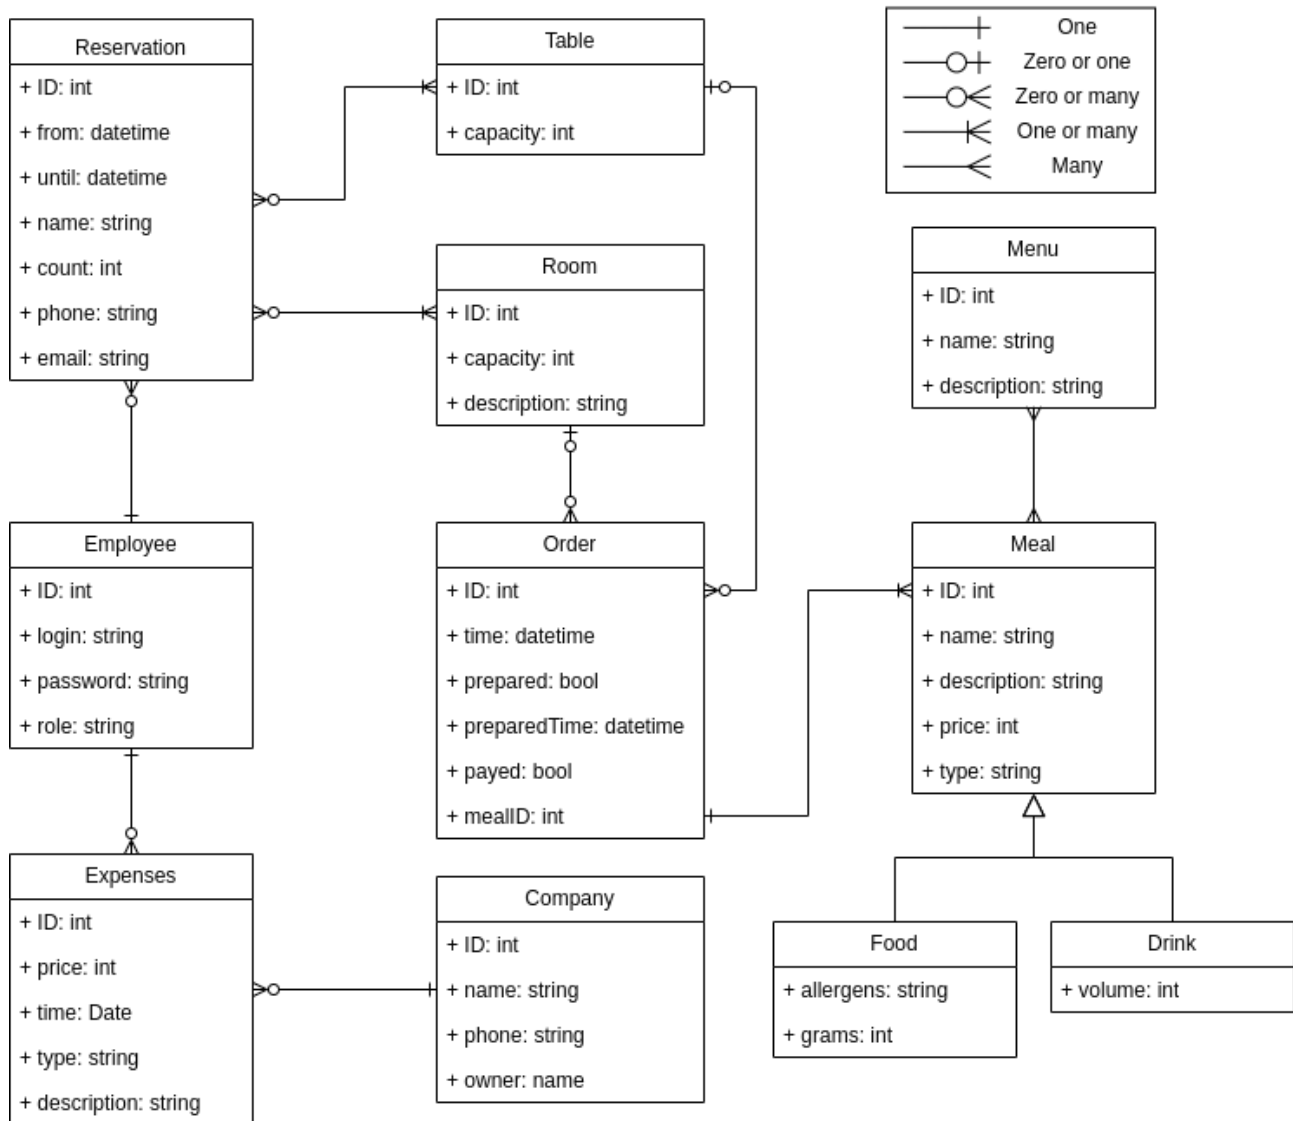 Reservation
+ ID: int
+ from: datetime
+ until: datetime
+ name: string
+ count: int
+ phone: string
+ email: string
Table
+ ID: int
+ capacity: int
One
Zero or one
Zero or many
One or many
Many
Room
+ ID: int
+ capacity: int
+ description: string
Menu
+ ID: int
+ name: string
+ description: string
Employee
+ ID: int
+ login: string
+ password: string
+ role: string
Order
+ ID: int
+ time: datetime
+ prepared: bool
+ preparedTime: datetime
+ payed: bool
+ mealID: int
Meal
+ ID: int
+ name: string
+ description: string
+ price: int
+ type: string
Expenses
+ ID: int
+ price: int
+ time: Date
+ type: string
+ description: string
Company
+ ID: int
+ name: string
+ phone: string
+ owner: name
Food
+ allergens: string
+ grams: int
Drink
+ volume: int